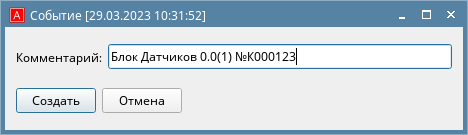 A Событие [29.03.2023 10:31:52]
Комментарий: Блок Датчиков 0.0(1) №К000123
Создать Отмена